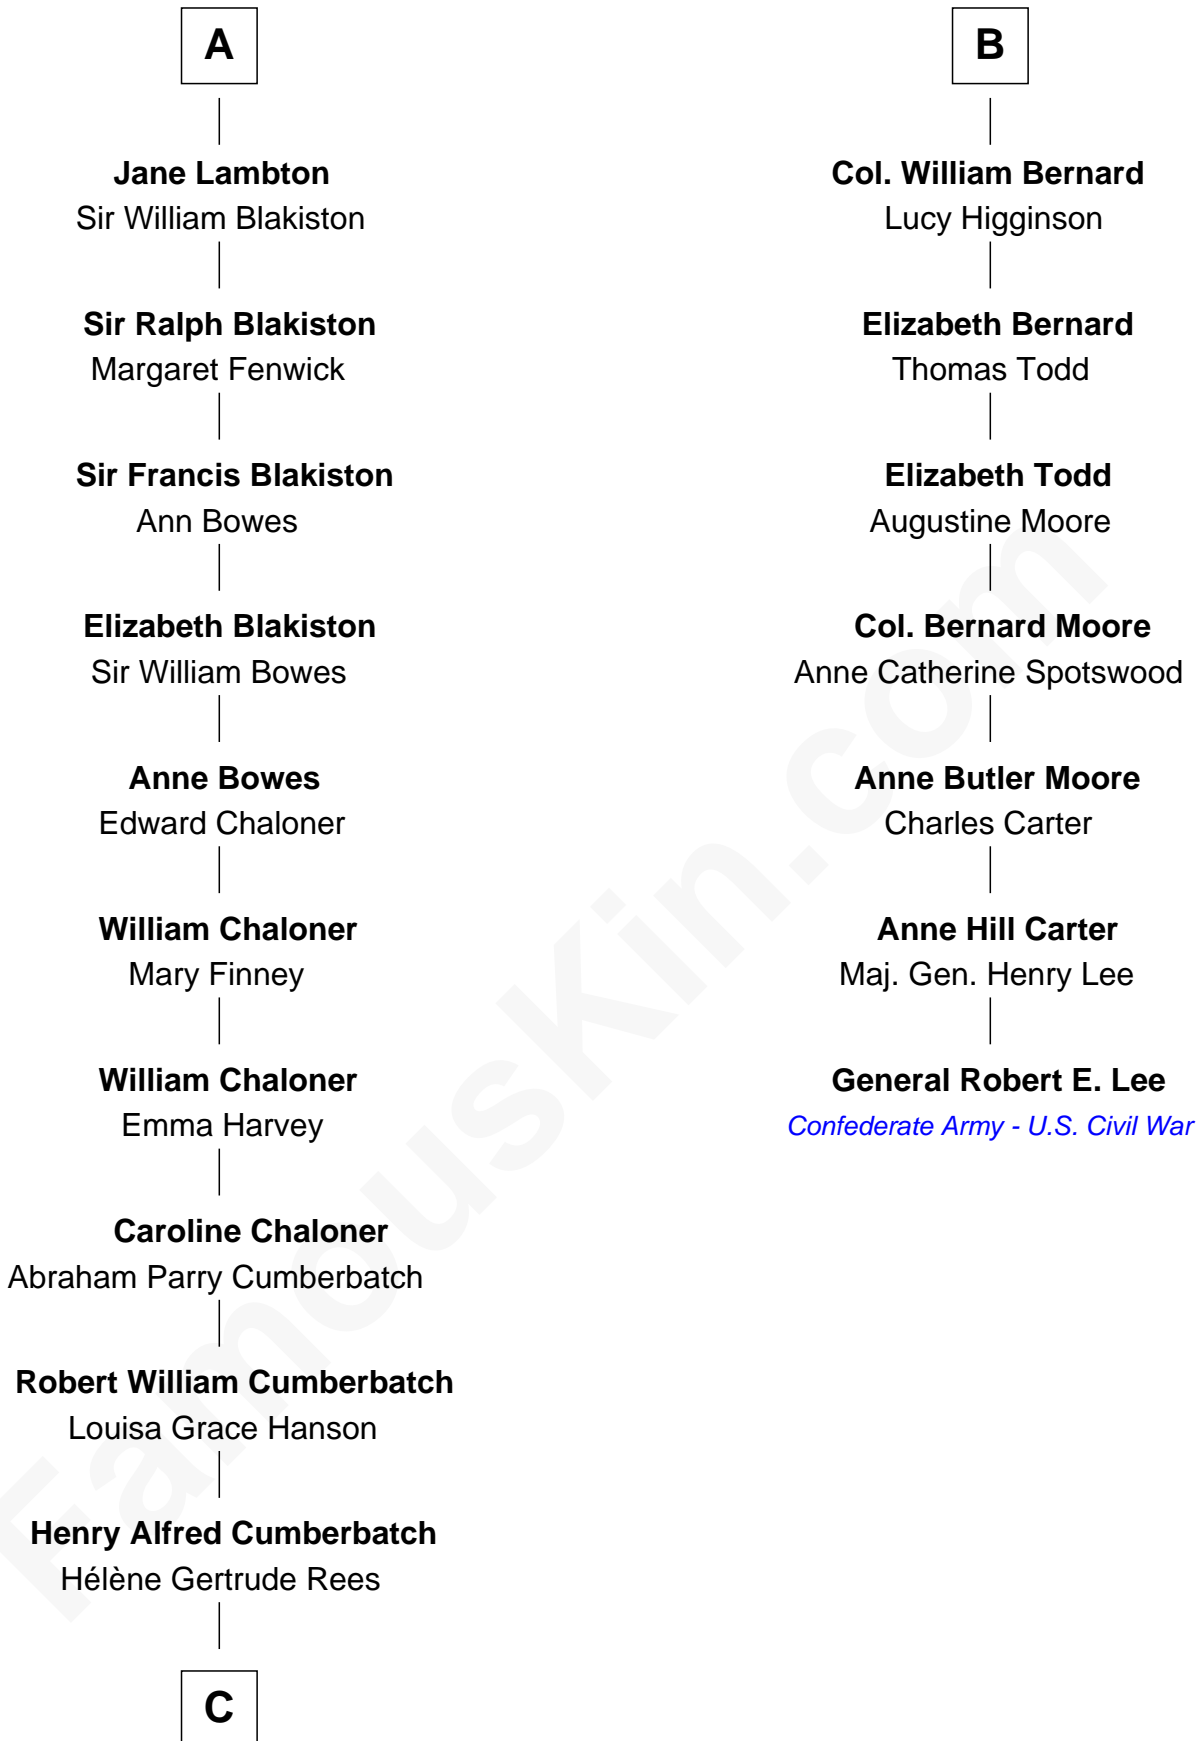 A
Jane Lambton
Sir William Blakiston
Sir Ralph Blakiston
Margaret Fenwick
Sir Francis Blakiston
Ann Bowes
Elizabeth Blakiston
Sir William Bowes
Anne Bowes
Edward Chaloner
William Chaloner
Mary Finney
William Chaloner
Emma Harvey
Caroline Chaloner
Abraham Parry Cumberbatch
Robert William Cumberbatch
Louisa Grace Hanson
Henry Alfred Cumberbatch
Hélène Gertrude Rees
C
B
Col. William Bernard
Lucy Higginson
Elizabeth Bernard
Thomas Todd
Elizabeth Todd
Augustine Moore
Col. Bernard Moore
Anne Catherine Spotswood
Anne Butler Moore
Charles Carter
Anne Hill Carter
Maj. Gen. Henry Lee
General Robert E. Lee
Confederate Army - U.S. Civil War
FamousKin.com